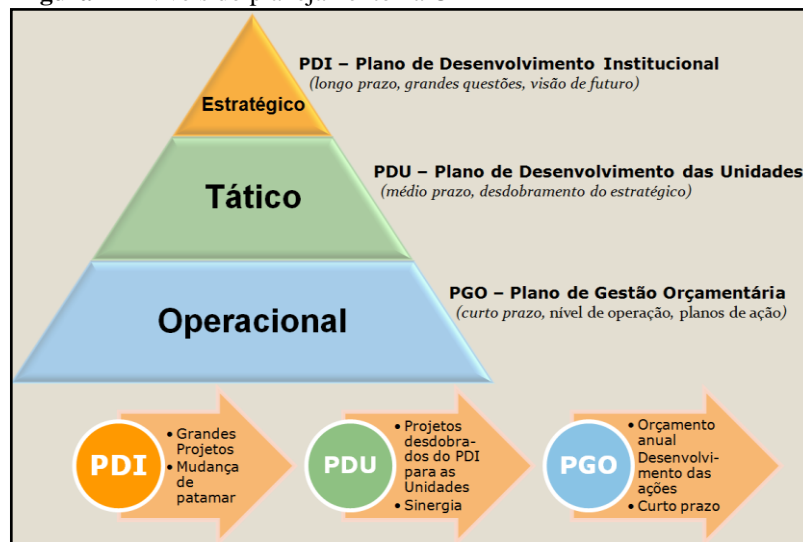 PDI – Plano de Desenvolvimento Institucional
(longo prazo, grandes questões, visão de futuro)
Estratégico
PDU – Plano de Desenvolvimento das Unidades
(médio prazo, desdobramento do estratégico)
Tático
PGO – Plano de Gestão Orçamentária
(curto prazo, nível de operação, planos de ação)
Operacional
PDI
• Grandes
Projetos
• Mudança
de
patamar
PDU
• Projetos
desdobra-
dos do PDI
para as
Unidades
• Sinergia
PGO
• Orçamento
anual
Desenvolvi-
mento das
ações
• Curto prazo